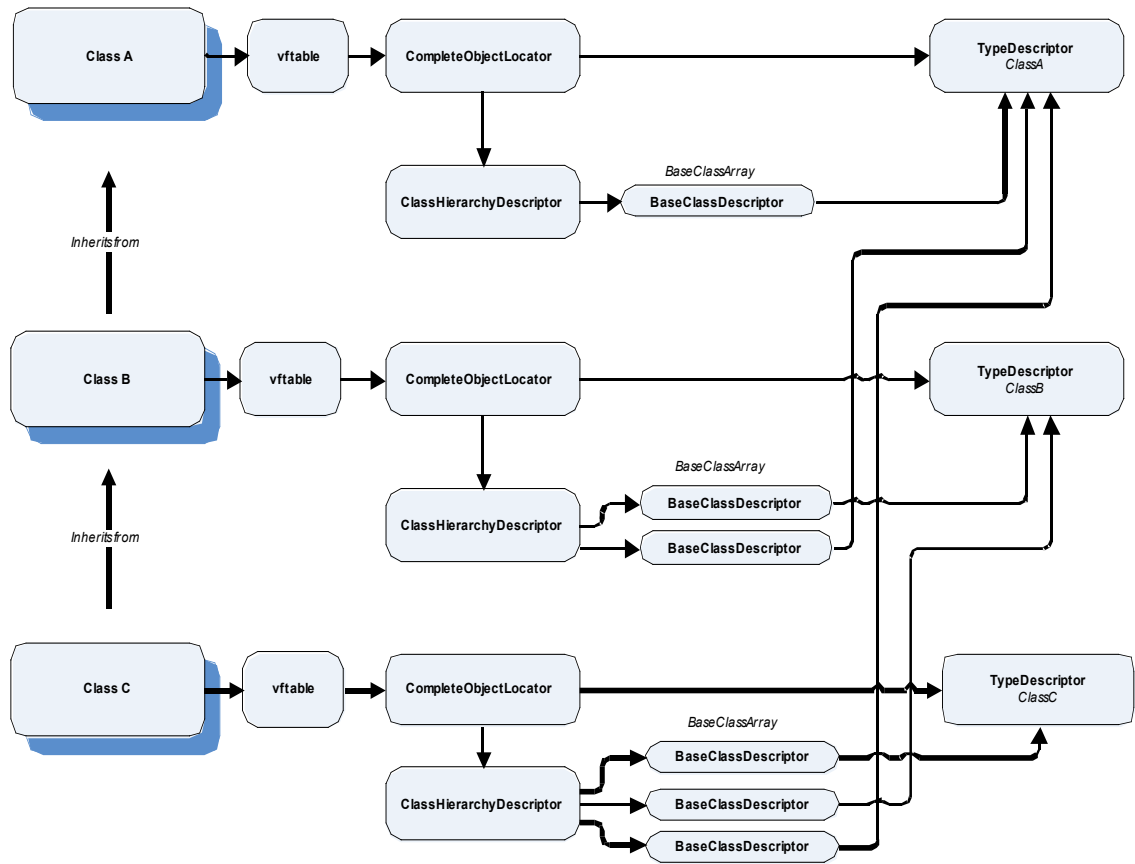 Class A
vftable
CompleteObjectLocator
TypeDescriptor
ClassA
BaseClassArray
ClassHierarchyDescriptor
BaseClassDescriptor
Inheritsfrom
Class B
vftable
CompleteObjectLocator
TypeDescriptor
ClassB
BaseClassArray
BaseClassDescriptor
ClassHierarchyDescriptor
BaseClassDescriptor
Inheritsfrom
Class C
vftable
CompleteObjectLocator
TypeDescriptor
ClassC
BaseClassArray
BaseClassDescriptor
ClassHierarchyDescriptor
BaseClassDescriptor
BaseClassDescriptor